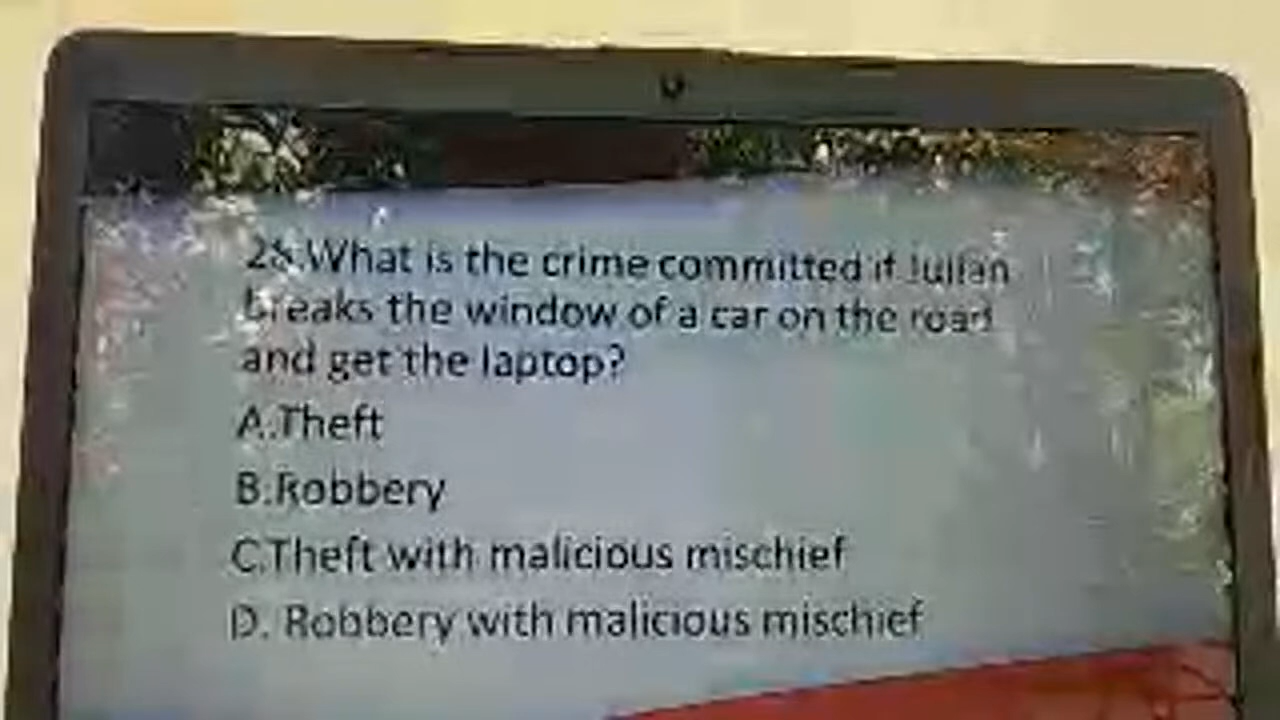 28.What is the crime committed if Julian
breaks the window of a car on the road
and get the laptop?
A.Theft
B.Robbery
C.Theft with malicious mischief
D. Robbery with malicious mischief